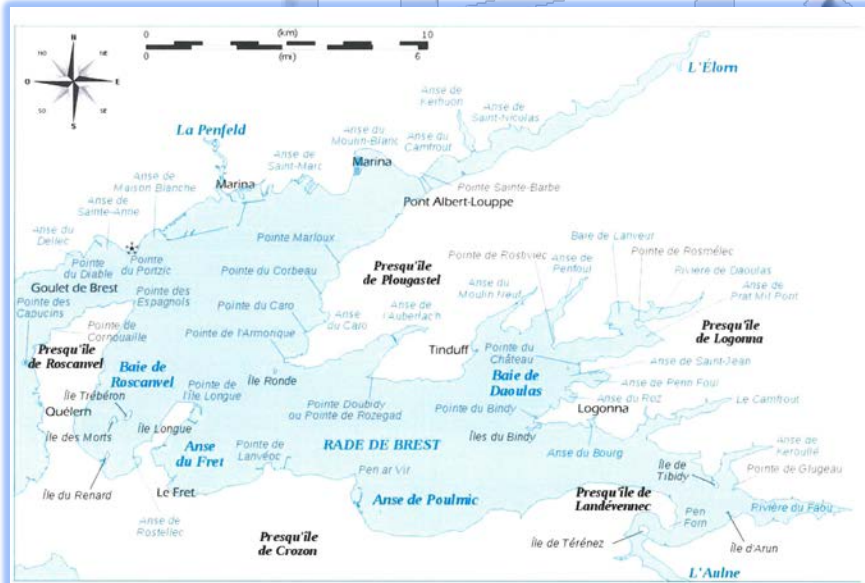 0 (km) 10
0 (mi) 6
N
NO NE
O E
SO SE
S
L'Élorn
Anse de
Kerhuon
Anse de
Saint-Nicolas
La Penfeld
Anse du
Moulin-Blanc
Anse du
Camfrout
Anse de
Saint-Marc
Marina
Marina
Anse de
Maison Blanche
Anse de
Sainte-Anne
Anse du
Dellec
Pointe Sainte-Barbe
Pont Albert-Louppe
Pointe
du Diable
Pointe
du Portzic
Goulet de Brest
Pointe des
Capucins
Pointe des
Espagnols
Pointe Marloux
Pointe du Corbeau
Pointe du Caro
Pointe de l'Armorique
Presqu'île
de Plougastel
Anse du
Caro
Anse de
l'Auberlach
Pointe de Rostiviec
Anse du
Moulin Neuf
Anse de
Penfoul
Baie de Lanveur
Pointe de Rosmélec
Rivière de Daoulas
Anse de
Prat Mit Pont
Presqu'île
de Logonna
Pointe de
Cornouaille
Presqu'île
de Roscanvel
Baie de
Roscanvel
Île Trébéron
Quélern
Île des Morts
Île du Renard
Pointe de
l'Île Longue
Île Longue
Île Ronde
Tinduff
Pointe du
Château
Baie de
Daoulas
Anse de Saint-Jean
Anse de Penn Foul
Anse du Roz
Le Camfrout
Pointe Doubidy
ou Pointe de Rozegad
Pointe du Bindy
Logonna
Îles du Bindy
Anse du Bourg
Anse
du Fret
Pointe de
Lanvéoc
RADE DE BREST
Pen ar Vir
Anse de Poulmic
Le Fret
Anse de
Rostellec
Presqu'île
de Crozon
Île de
Tibidy
Anse de
Keroullé
Pointe de Glugeau
Presqu'île de
Landévennec
Pen
Forn
Rivière du Faou
Île de Térénez
Île d'Arun
L'Aulne